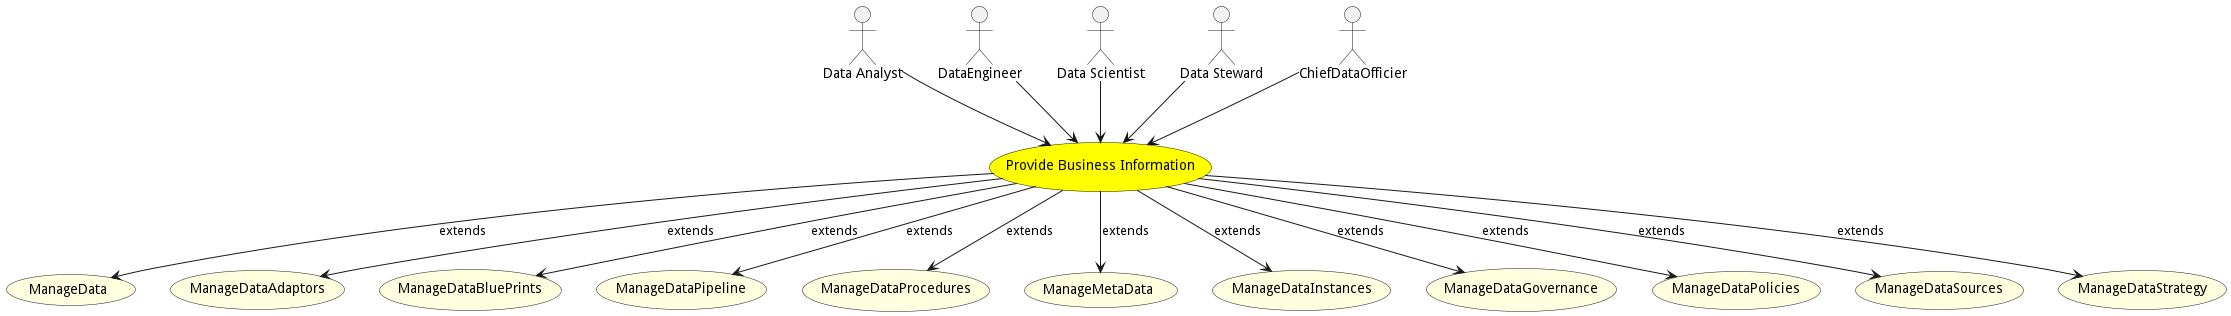 Data Analyst
DataEngineer
Data Scientist
Data Steward
ChiefDataOfficier
Provide Business Information
extends
extends
extends
extends
extends
extends
extends
extends
extends
extends
extends
ManageData
ManageDataAdaptors
ManageDataBluePrints
ManageDataPipeline
ManageDataProcedures
ManageMetaData
ManageDataInstances
ManageDataGovernance
ManageDataPolicies
ManageDataSources
ManageDataStrategy